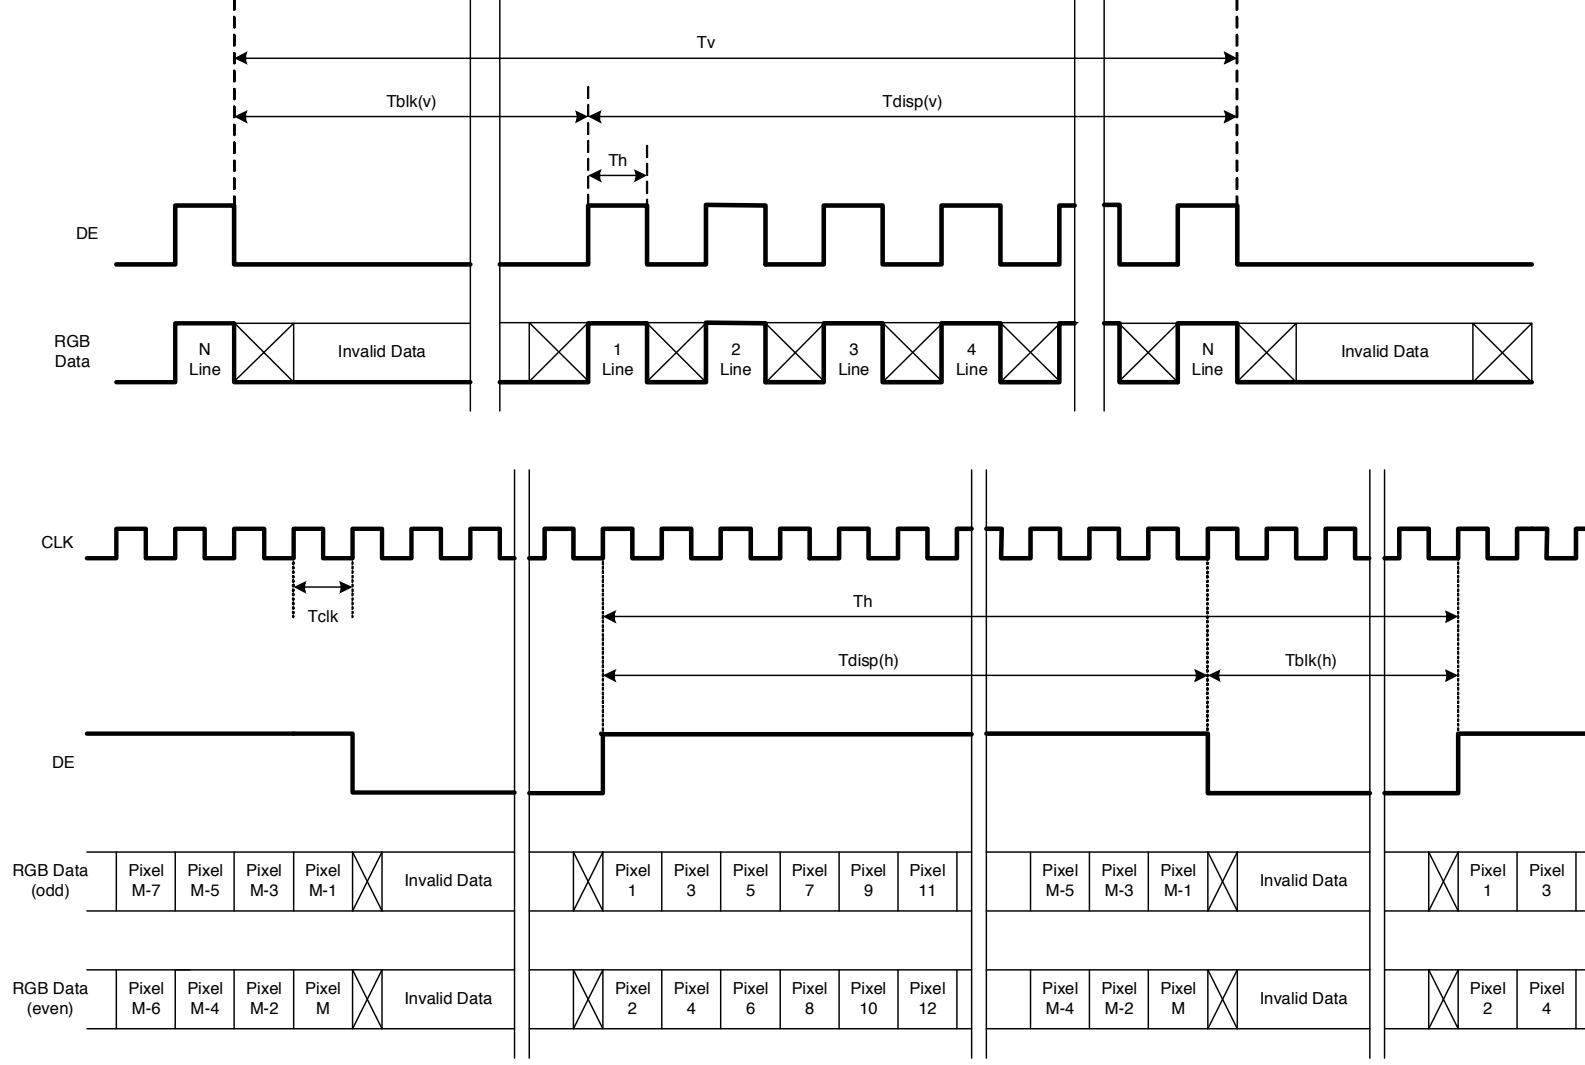 Tv
Tblk(v)
Tdisp(v)
Th
DE
RGB
Data
N
Line
Invalid Data
1
Line
2
Line
3
Line
4
Line
N
Line
Invalid Data
CLK
Tclk
Th
Tdisp(h)
Tblk(h)
DE
RGB Data
(odd)
Pixel
M-7
Pixel
M-5
Pixel
M-3
Pixel
M-1
Invalid Data
Pixel
1
Pixel
3
Pixel
5
Pixel
7
Pixel
9
Pixel
11
Pixel
M-5
Pixel
M-3
Pixel
M-1
Invalid Data
Pixel
1
Pixel
3
RGB Data
(even)
Pixel
M-6
Pixel
M-4
Pixel
M-2
Pixel
M
Invalid Data
Pixel
2
Pixel
4
Pixel
6
Pixel
8
Pixel
10
Pixel
12
Pixel
M-4
Pixel
M-2
Pixel
M
Invalid Data
Pixel
2
Pixel
4